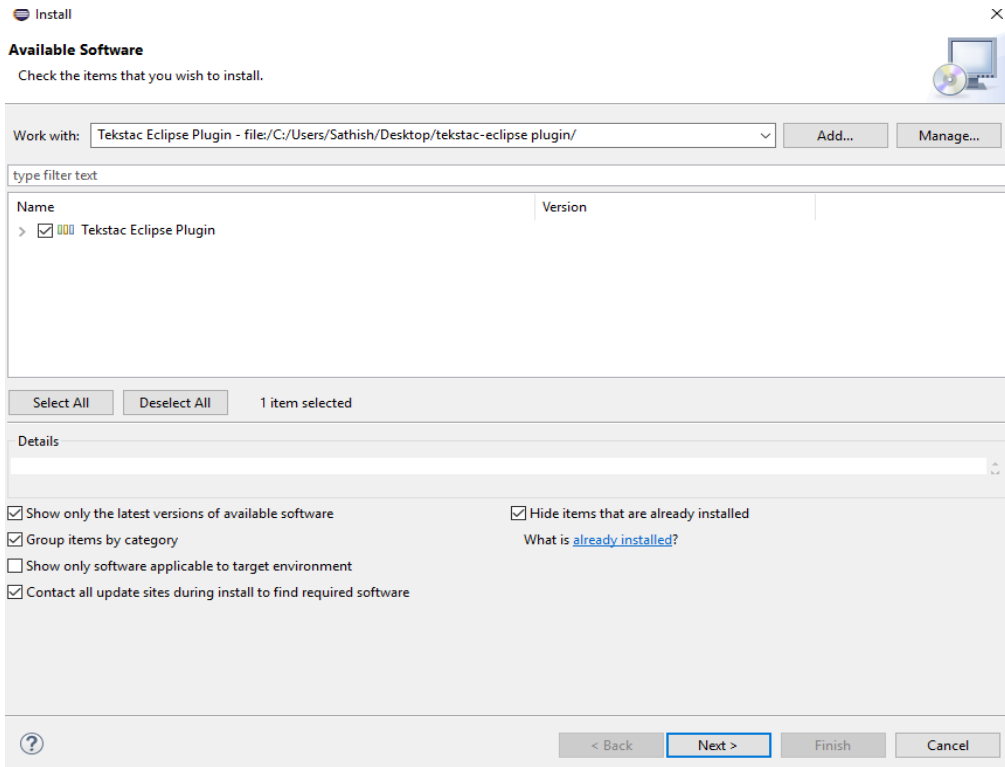 Install
Available Software
Check the items that you wish to install.
Work with: Tekstac Eclipse Plugin - file:/C:/Users/Sathish/Desktop/tekstac-eclipse plugin/ Add... Manage...
type filter text
Name Version
Tekstac Eclipse Plugin
Select All Deselect All 1 item selected
Details
Show only the latest versions of available software Hide items that are already installed
Group items by category What is already installed?
Show only software applicable to target environment
Contact all update sites during install to find required software
? < Back Next > Finish Cancel